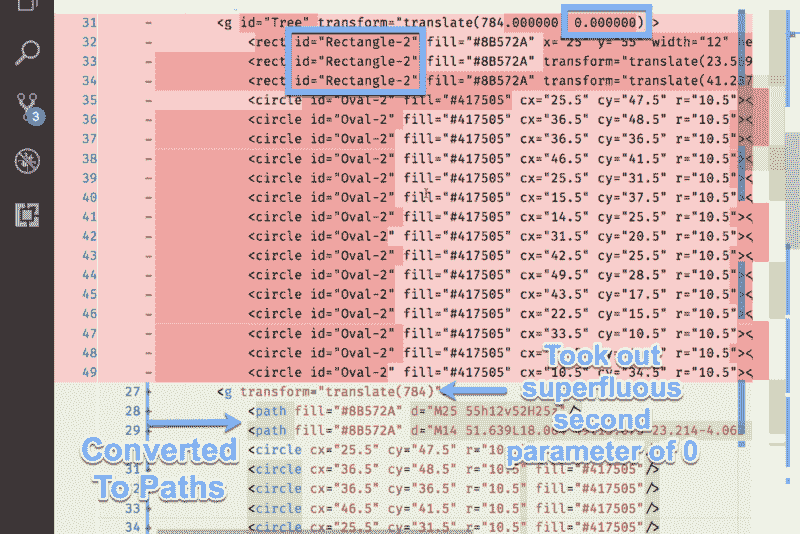 31 - <g id="Tree" transform="translate(784.000000 0.000000)">
32 - <rect id="Rectangle-2" fill="#8B572A" x="25" y="55" width="12" he
33 - <rect id="Rectangle-2" fill="#8B572A" transform="translate(23.5
34 - <rect id="Rectangle-2" fill="#8B572A" transform="translate(41.237
35 - <circle id="Oval-2" fill="#417505" cx="25.5" cy="47.5" r="10.5"><
36 - <circle id="Oval-2" fill="#417505" cx="36.5" cy="48.5" r="10.5"><
37 - <circle id="Oval-2" fill="#417505" cx="36.5" cy="36.5" r="10.5"><
38 - <circle id="Oval-2" fill="#417505" cx="46.5" cy="41.5" r="10.5"><
39 - <circle id="Oval-2" fill="#417505" cx="25.5" cy="31.5" r="10.5"><
40 - <circle id="Oval-2" fill="#417505" cx="15.5" cy="37.5" r="10.5"><
41 - <circle id="Oval-2" fill="#417505" cx="14.5" cy="25.5" r="10.5"><
42 - <circle id="Oval-2" fill="#417505" cx="31.5" cy="20.5" r="10.5"><
43 - <circle id="Oval-2" fill="#417505" cx="42.5" cy="25.5" r="10.5"><
3
44 - <circle id="Oval-2" fill="#417505" cx="49.5" cy="28.5" r="10.5"><
45 - <circle id="Oval-2" fill="#417505" cx="43.5" cy="17.5" r="10.5"><
46 - <circle id="Oval-2" fill="#417505" cx="22.5" cy="15.5" r="10.5"><
47 - <circle id="Oval-2" fill="#417505" cx="33.5" cy="10.5" r="10.5"><
48 - <circle id="Oval-2" fill="#417505"
49 - <circle id="Oval-2" fill="#417505" cx="10.5" cy="34.5" r="10.5"><
27 + <g transform="translate(784)">
28 + <path fill="#8B572A" d="M25 55h12v52H25z"/>
29 + <path fill="#8B572A" d="M14 51.639L18.0 23.214-4.06
<circle cx="25.5" cy="47.5" r="10.5" fill="#417505"/>
31 <circle cx="36.5" cy="48.5" r="10.5" fill="#417505"/>
32 <circle cx="36.5" cy="36.5" r="10.5" fill="#417505"/>
33 + <circle cx="46.5" cy="41.5" r="10.5" fill="#417505"/>
34 + <circle cx="25.5" cy="31.5" r="10.5" fill="#417505"/>
Took out
superfluous
second
parameter of 0
Converted
To Paths